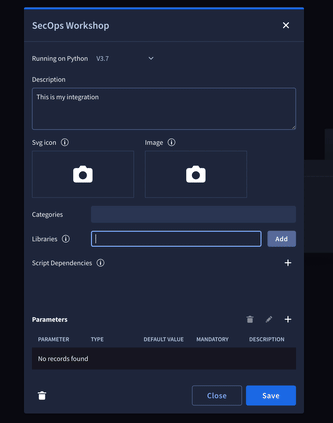 SecOps Workshop
Running on Python V3.7
Description
This is my integration
Svg icon Image
Categories
Libraries Add
Script Dependencies
Parameters
PARAMETER TYPE DEFAULT VALUE MANDATORY DESCRIPTION
No records found
Close Save